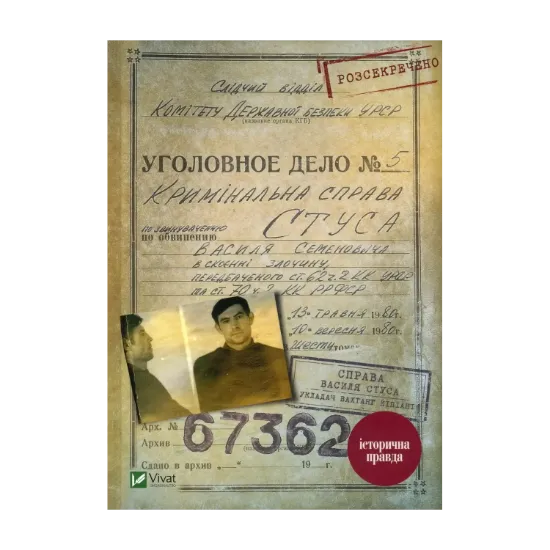 РОЗСЕКРЕЧЕНО
Слідчий відділ
Комітету Державної безпеки УРСР
УГОЛОВНОЕ ДЕЛО № 5
Кримінальна справа
СТУСА
по обвинению
Василя Семеновича
в скоєнні злочину,
передбаченого ст. 62 ч. 2 КК УРСР
та ст. 70 ч. 2 КК РРФСР
„13" травня 1980 г.
„10" вересня 1980 г.
шести томах
СПРАВА
ВАСИЛЯ СТУСА
УКЛАДАЧ ВАХТАНГ КІПІАНІ
Арх. №
67362
Архив
історична
правда
Сдано в архив „ " 19 г.
Vivat